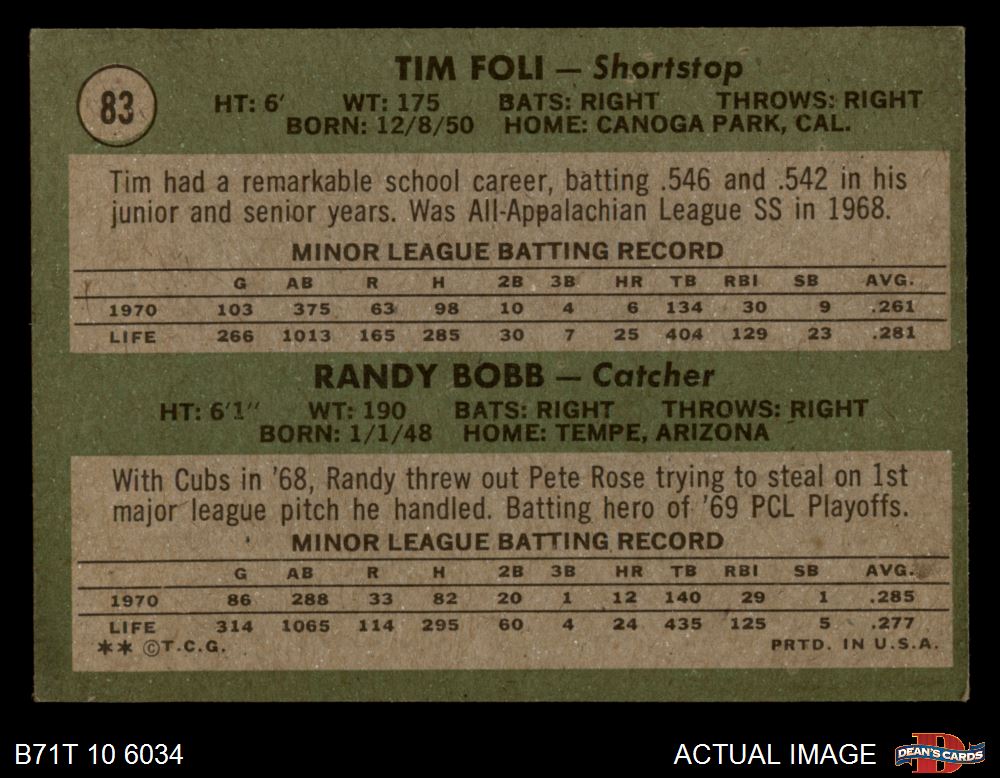 83
TIM FOLI — Shortstop
HT: 6' WT: 175 BATS: RIGHT THROWS: RIGHT
BORN: 12/8/50 HOME: CANOGA PARK, CAL.
Tim had a remarkable school career, batting .546 and .542 in his
junior and senior years. Was All-Appalachian League SS in 1968.
MINOR LEAGUE BATTING RECORD
G AB R H 2B 3B HR TB RBI SB AVG.
1970 103 375 63 98 10 4 6 134 30 9 .261
LIFE 266 1013 165 285 30 7 25 404 129 23 .281
RANDY BOBB — Catcher
HT: 6'1" WT: 190 BATS: RIGHT THROWS: RIGHT
BORN: 1/1/48 HOME: TEMPE, ARIZONA
With Cubs in '68, Randy threw out Pete Rose trying to steal on 1st
major league pitch he handled. Batting hero of '69 PCL Playoffs.
MINOR LEAGUE BATTING RECORD
G AB R H 2B 3B HR TB RBI SB AVG.
1970 86 288 33 82 20 1 12 140 29 1 .285
LIFE 314 1065 114 295 60 4 24 435 125 5 .277
** ©T.C.G. PRTD. IN U.S.A.
B71T 10 6034 ACTUAL IMAGE DEAN'S CARDS